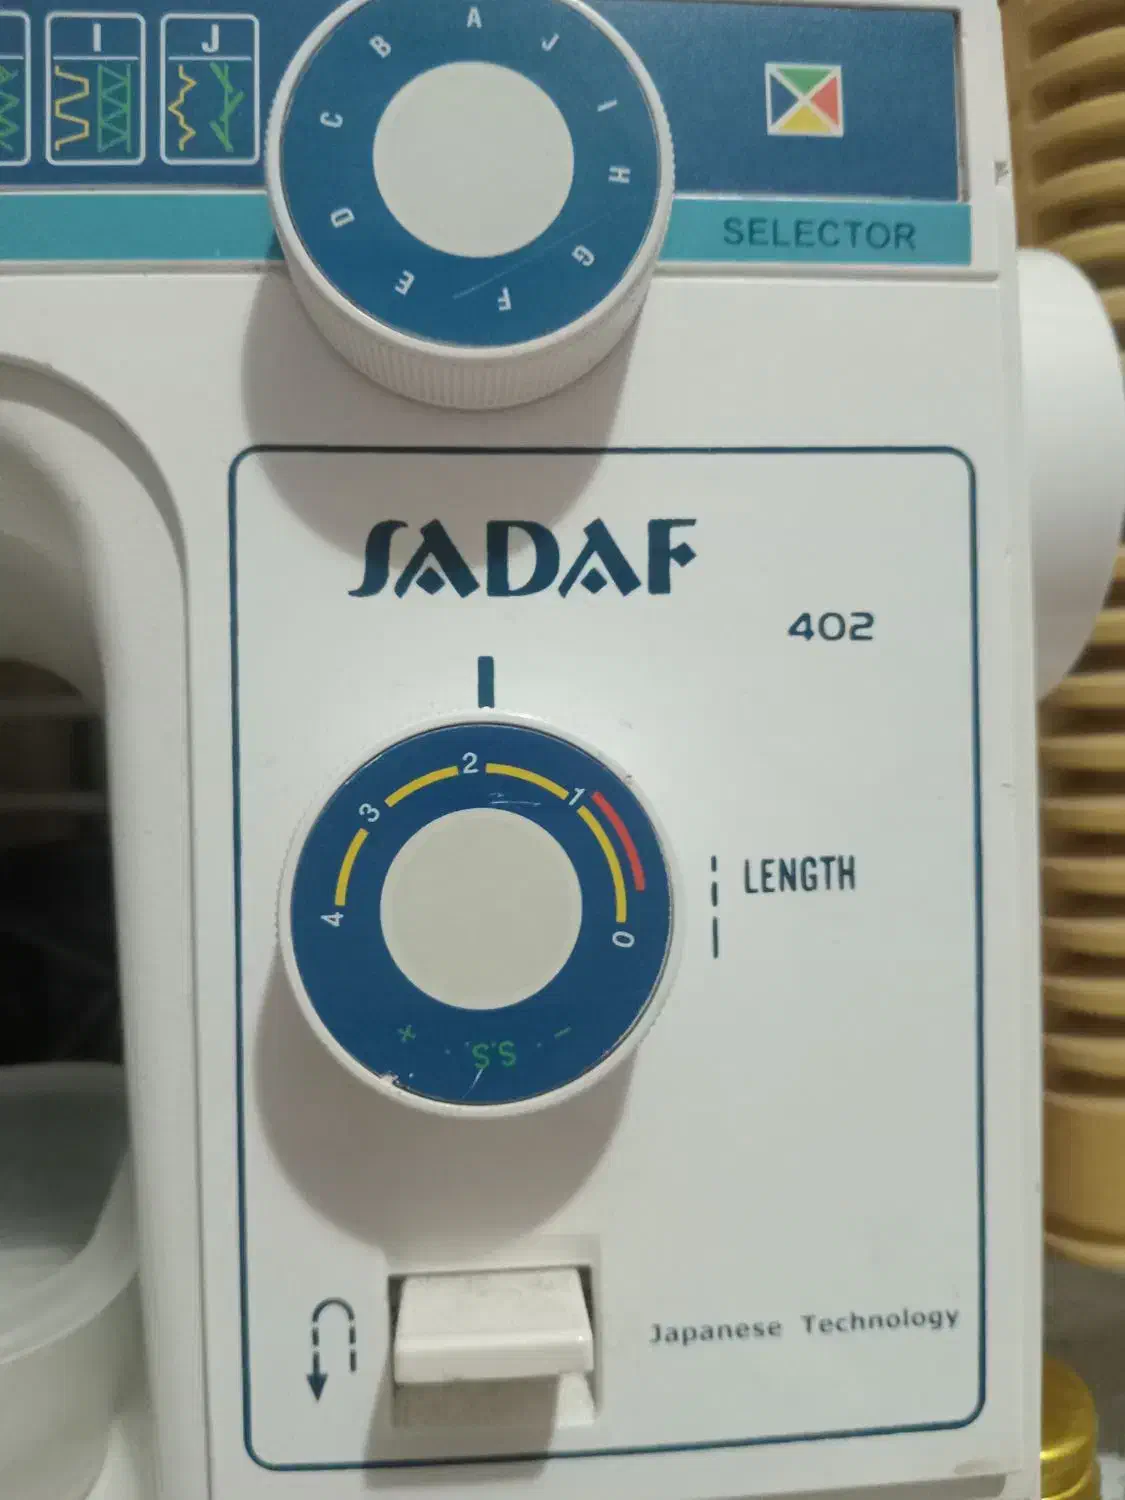 I J
A
B
C
D
E
F
G
H
I
J
SELECTOR
SADAF
402
4 3 2 1 0
LENGTH
+ . S.S. . -
Japanese Technology